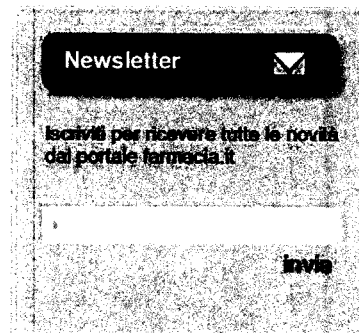 Newsletter
Iscriviti per ricevere tutte le novità
dal portale farmacia.it
invia